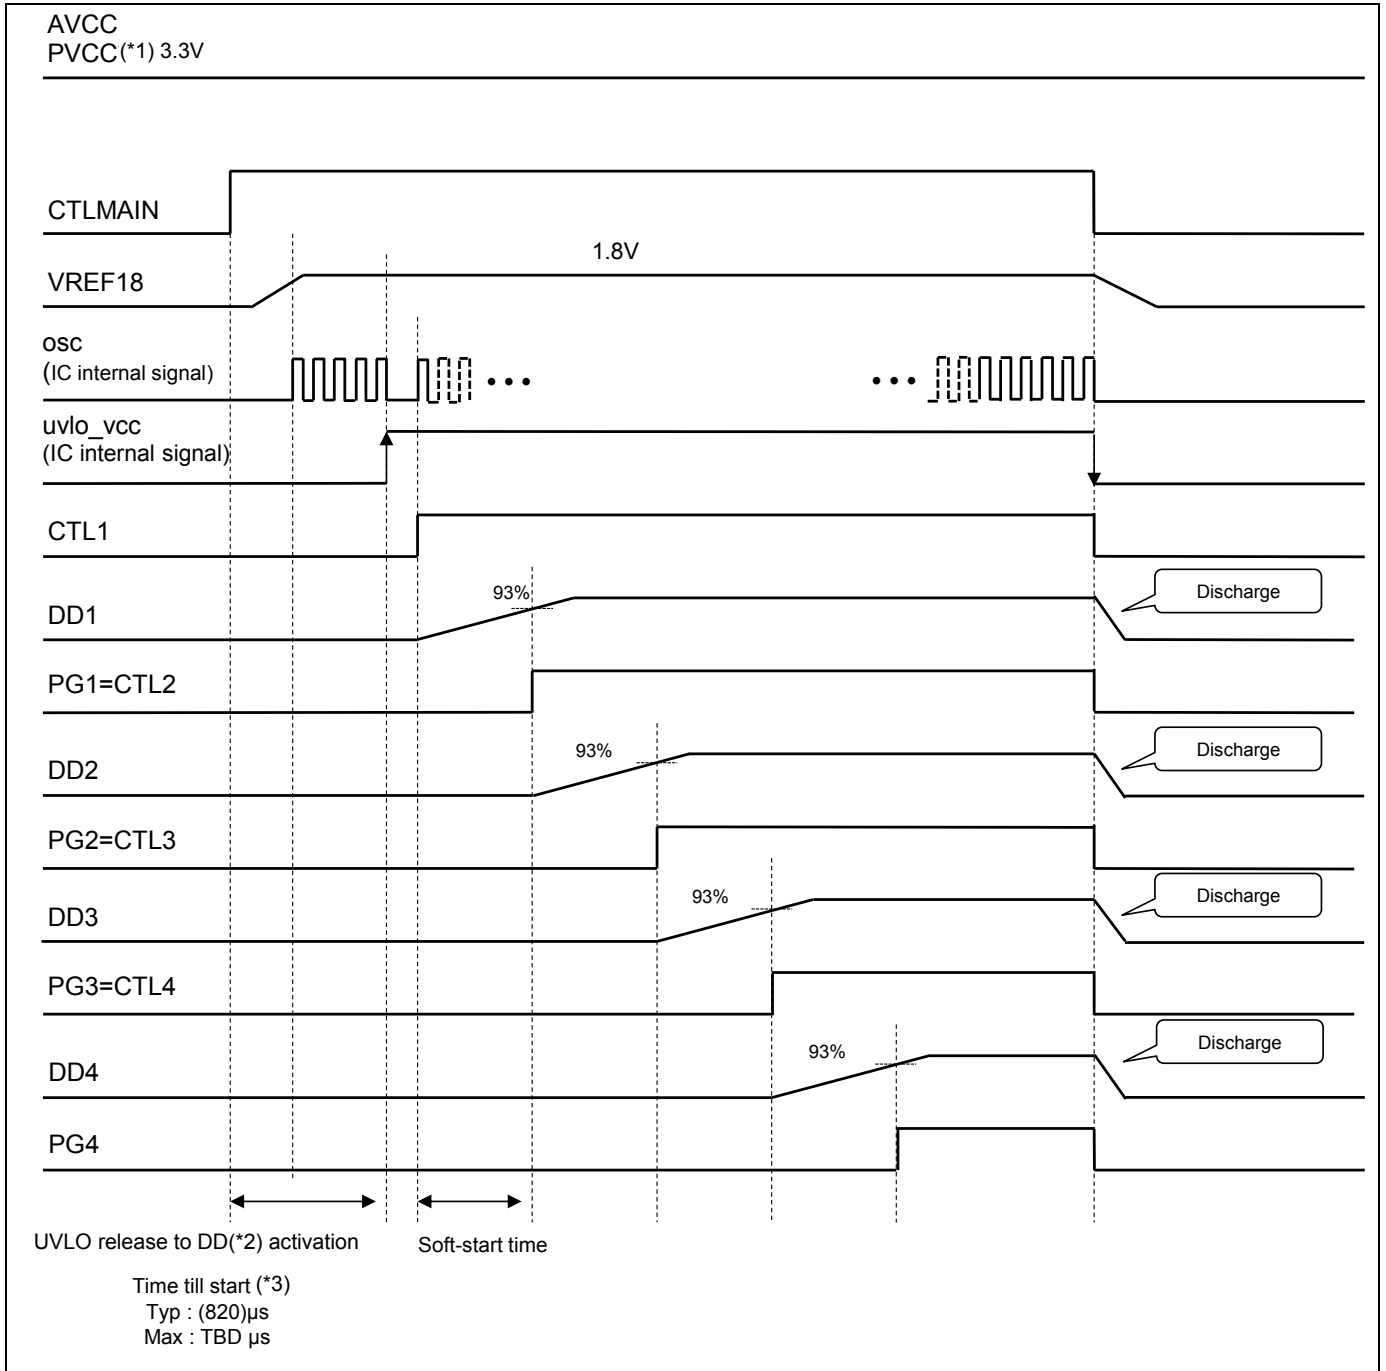 AVCC
PVCC(*1) 3.3V
CTLMAIN
1.8V
VREF18
osc
(IC internal signal)
uvlo_vcc
(IC internal signal)
CTL1
93%
Discharge
DD1
PG1=CTL2
93%
Discharge
DD2
PG2=CTL3
93%
Discharge
DD3
PG3=CTL4
93%
Discharge
DD4
PG4
UVLO release to DD(*2) activation
Soft-start time
Time till start (*3)
Typ : (820)µs
Max : TBD µs